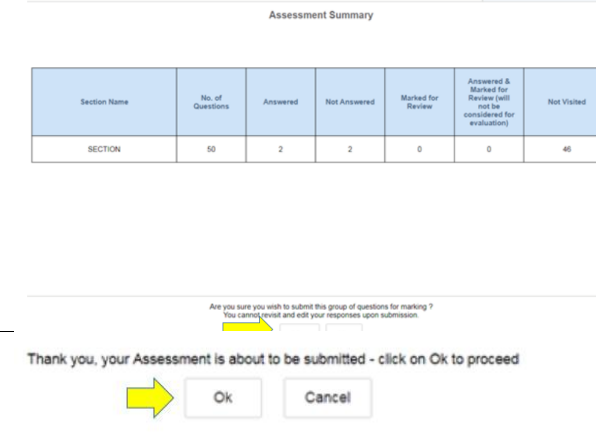 Assessment Summary
Section Name
No. of
Questions
Answered
Not Answered
Marked for
Review
Answered &
Marked for
Review (will
not be
considered for
evaluation)
Not Visited
SECTION
50
2
2
0
0
46
Are you sure you wish to submit this group of questions for marking ?
You cannot revisit and edit your responses upon submission.
Thank you, your Assessment is about to be submitted - click on Ok to proceed
Ok
Cancel